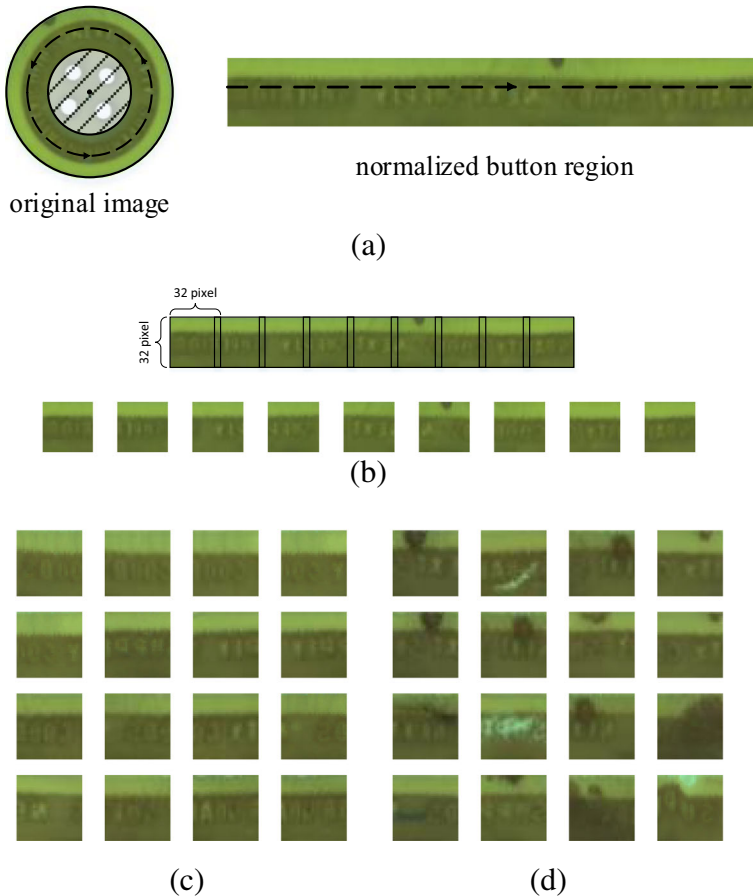 original image
normalized button region
(a)
32 pixel
32 pixel
(b)
(c)
(d)